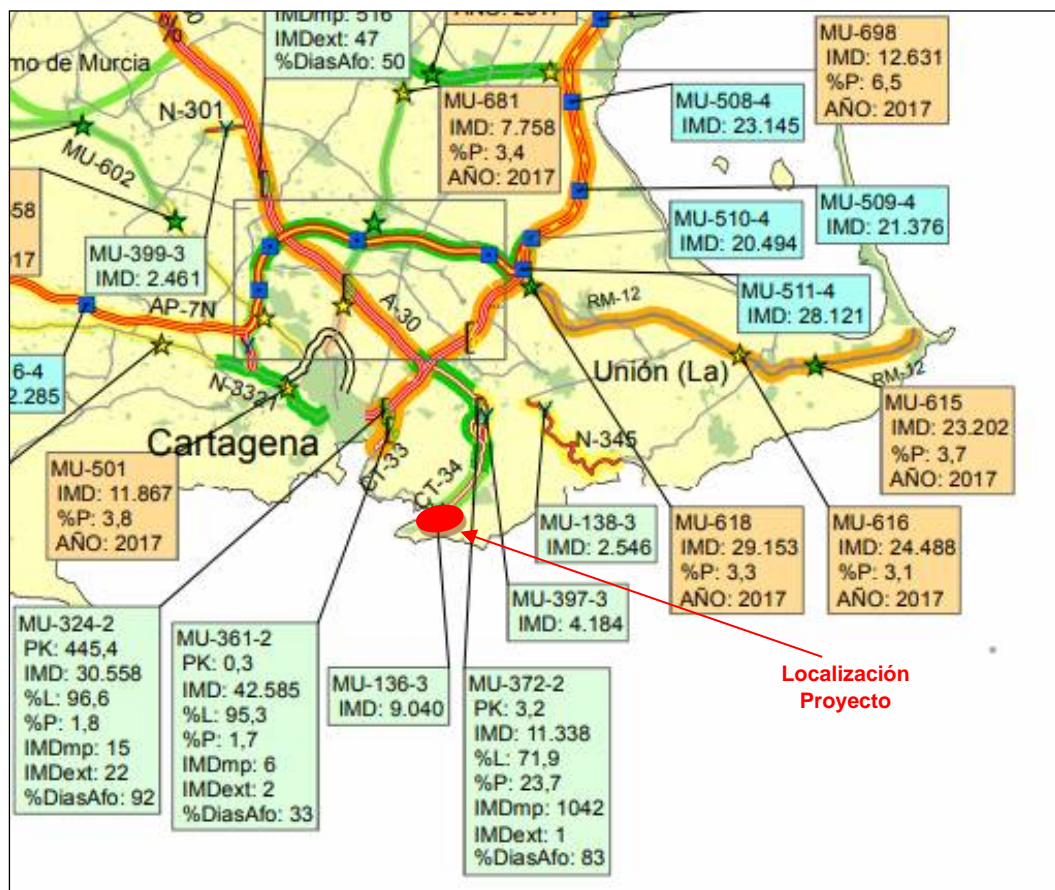 IMDmp: 516
IMDext: 47
%DiasAfo: 50
MU-698
IMD: 12.631
%P: 6,5
AÑO: 2017
mo de Murcia
N-301
MU-602
MU-681
IMD: 7.758
%P: 3,4
AÑO: 2017
MU-508-4
IMD: 23.145
MU-509-4
IMD: 21.376
MU-510-4
IMD: 20.494
58
17
MU-399-3
IMD: 2.461
AP-7N
A-30
MU-511-4
IMD: 28.121
RM-12
Unión (La)
RM-12
6-4
2.285
N-332
Cartagena
CT-33
CT-34
N-345
MU-615
IMD: 23.202
%P: 3,7
AÑO: 2017
MU-501
IMD: 11.867
%P: 3,8
AÑO: 2017
MU-138-3
IMD: 2.546
MU-618
IMD: 29.153
%P: 3,3
AÑO: 2017
MU-616
IMD: 24.488
%P: 3,1
AÑO: 2017
MU-397-3
IMD: 4.184
MU-324-2
PK: 445,4
IMD: 30.558
%L: 96,6
%P: 1,8
IMDmp: 15
IMDext: 22
%DiasAfo: 92
MU-361-2
PK: 0,3
IMD: 42.585
%L: 95,3
%P: 1,7
IMDmp: 6
IMDext: 2
%DiasAfo: 33
MU-136-3
IMD: 9.040
MU-372-2
PK: 3,2
IMD: 11.338
%L: 71,9
%P: 23,7
IMDmp: 1042
IMDext: 1
%DiasAfo: 83
Localización
Proyecto